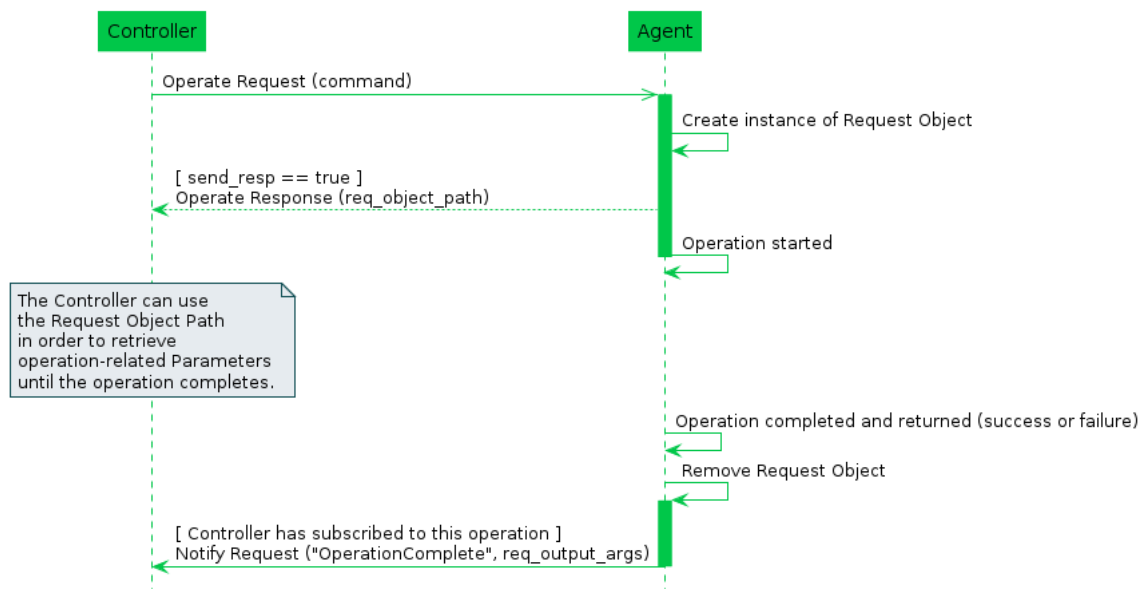 Controller
Agent
Operate Request (command)
Create instance of Request Object
[ send_resp == true ]
Operate Response (req_object_path)
Operation started
The Controller can use
the Request Object Path
in order to retrieve
operation-related Parameters
until the operation completes.
Operation completed and returned (success or failure)
Remove Request Object
[ Controller has subscribed to this operation ]
Notify Request ("OperationComplete", req_output_args)